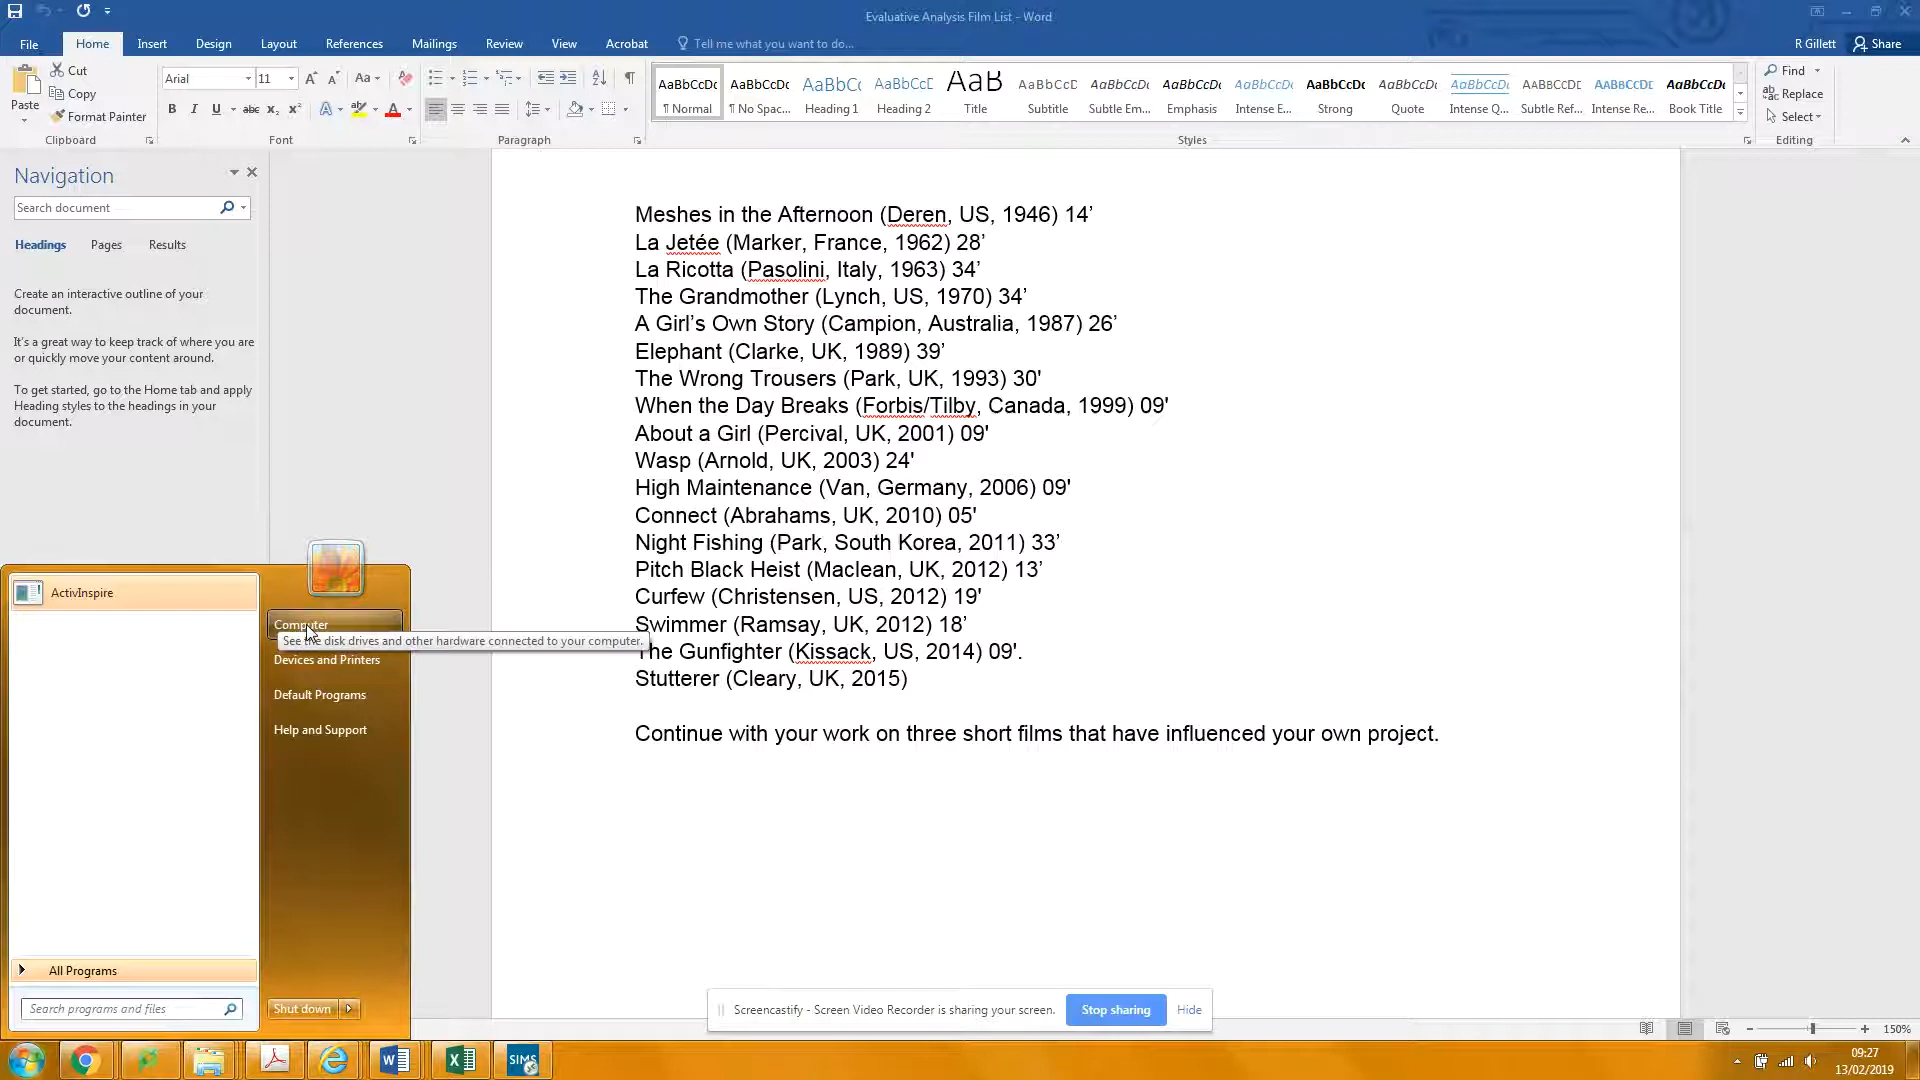 Evaluative Analysis Film List - Word
File Home Insert Design Layout References Mailings Review View Acrobat Tell me what you want to do... R Gillett Share
Paste Cut Copy Format Painter
Arial 11
AaBbCcDc AaBbCcDc AaBbCc AaBbCcD AaB AaBbCcD AaBbCcDc AaBbCcDc AaBbCcDc AaBbCcDc AaBbCcDc AaBbCcDc AABBCCDE AABBCCDE AaBbCcDc
¶ Normal ¶ No Spac... Heading 1 Heading 2 Title Subtitle Subtle Em... Emphasis Intense E... Strong Quote Intense Q... Subtle Ref... Intense Re... Book Title
Find
Replace
Select
Clipboard Font Paragraph Styles Editing
Navigation
Search document
Headings Pages Results
Create an interactive outline of your
document.
It's a great way to keep track of where you are
or quickly move your content around.
To get started, go to the Home tab and apply
Heading styles to the headings in your
document.
Meshes in the Afternoon (Deren, US, 1946) 14’
La Jetée (Marker, France, 1962) 28’
La Ricotta (Pasolini, Italy, 1963) 34’
The Grandmother (Lynch, US, 1970) 34’
A Girl’s Own Story (Campion, Australia, 1987) 26’
Elephant (Clarke, UK, 1989) 39’
The Wrong Trousers (Park, UK, 1993) 30'
When the Day Breaks (Forbis/Tilby, Canada, 1999) 09'
About a Girl (Percival, UK, 2001) 09'
Wasp (Arnold, UK, 2003) 24'
High Maintenance (Van, Germany, 2006) 09'
Connect (Abrahams, UK, 2010) 05'
Night Fishing (Park, South Korea, 2011) 33’
Pitch Black Heist (Maclean, UK, 2012) 13’
Curfew (Christensen, US, 2012) 19'
Swimmer (Ramsay, UK, 2012) 18’
The Gunfighter (Kissack, US, 2014) 09'.
Stutterer (Cleary, UK, 2015)
Continue with your work on three short films that have influenced your own project.
ActivInspire
Computer
See the disk drives and other hardware connected to your computer.
Devices and Printers
Default Programs
Help and Support
All Programs
Search programs and files
Shut down
Screencastify - Screen Video Recorder is sharing your screen. Stop sharing Hide
150%
SIMS
09:27
13/02/2019